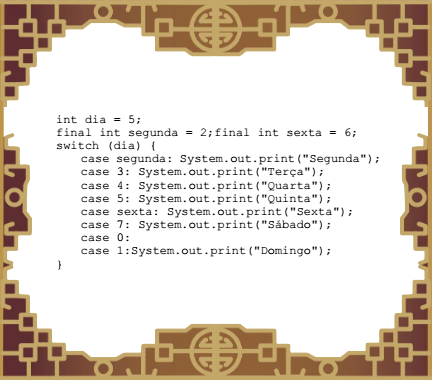 int dia = 5;
final int segunda = 2;final int sexta = 6;
switch (dia) {
case segunda: System.out.print("Segunda");
case 3: System.out.print("Terça");
case 4: System.out.print("Quarta");
case 5: System.out.print("Quinta");
case sexta: System.out.print("Sexta");
case 7: System.out.print("Sábado");
case 0:
case 1:System.out.print("Domingo");
}